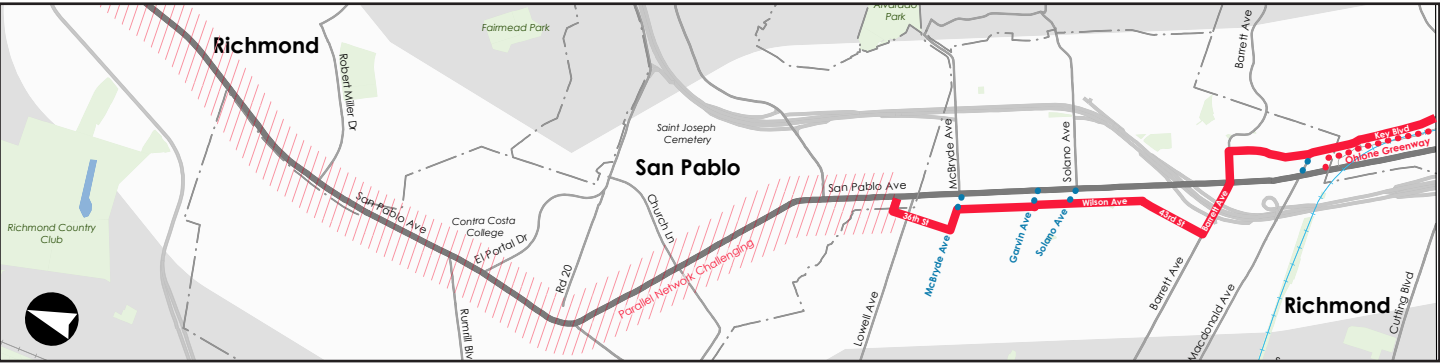 Alvarado
Park
Fairmead Park
Richmond
Robert Miller Dr
Barrett Ave
Saint Joseph
Cemetery
San Pablo
McBryde Ave
Solano Ave
Key Blvd
Ohlone Greenway
San Pablo Ave
San Pablo Ave
Church Ln
Contra Costa
College
El Portal Dr
36th St
Wilson Ave
43rd St
Barrett Ave
Richmond Country
Club
McBryde Ave
Garvin Ave
Solano Ave
Rd 20
Parallel Network Challenging
Lowell Ave
Barrett Ave
Macdonald Ave
Richmond
Cutting Blvd
Rumrill Blv